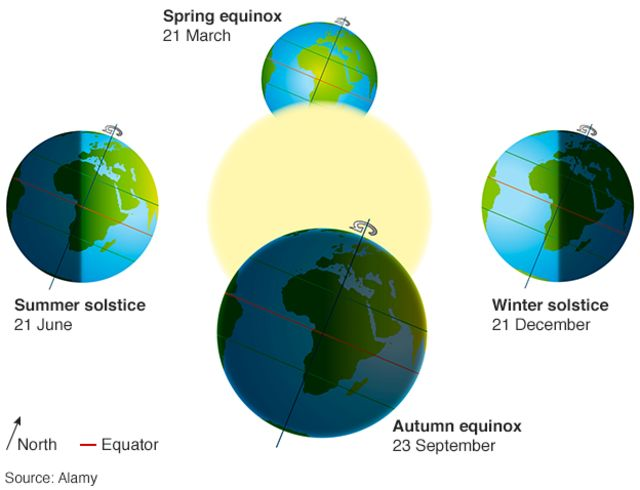 Spring equinox
21 March
Summer solstice
21 June
Winter solstice
21 December
Autumn equinox
23 September
North
Equator
Source: Alamy